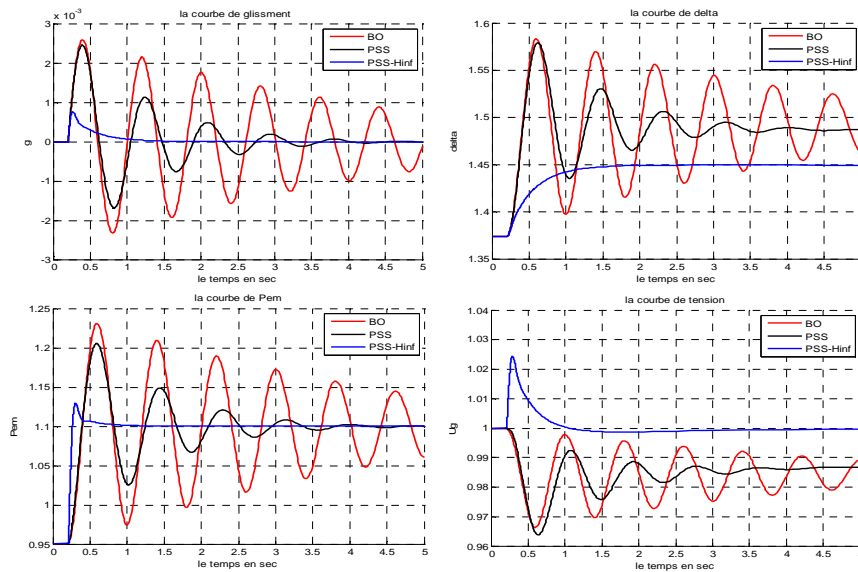 la courbe de glissment
x 10⁻³
3
2
1
0
-1
-2
-3
g
BO
PSS
PSS-Hinf
0 0.5 1 1.5 2 2.5 3 3.5 4 4.5 5
le temps en sec
la courbe de delta
1.6
1.55
1.5
1.45
1.4
1.35
delta
BO
PSS
PSS-Hinf
0 0.5 1 1.5 2 2.5 3 3.5 4 4.5
le temps en sec
la courbe de Pem
1.25
1.2
1.15
1.1
1.05
1
0.95
Pem
BO
PSS
PSS-Hinf
0 0.5 1 1.5 2 2.5 3 3.5 4 4.5 5
le temps en sec
la courbe de tension
1.04
1.03
1.02
1.01
1
0.99
0.98
0.97
0.96
Ug
BO
PSS
PSS-Hinf
0 0.5 1 1.5 2 2.5 3 3.5 4 4.5
le temps en sec